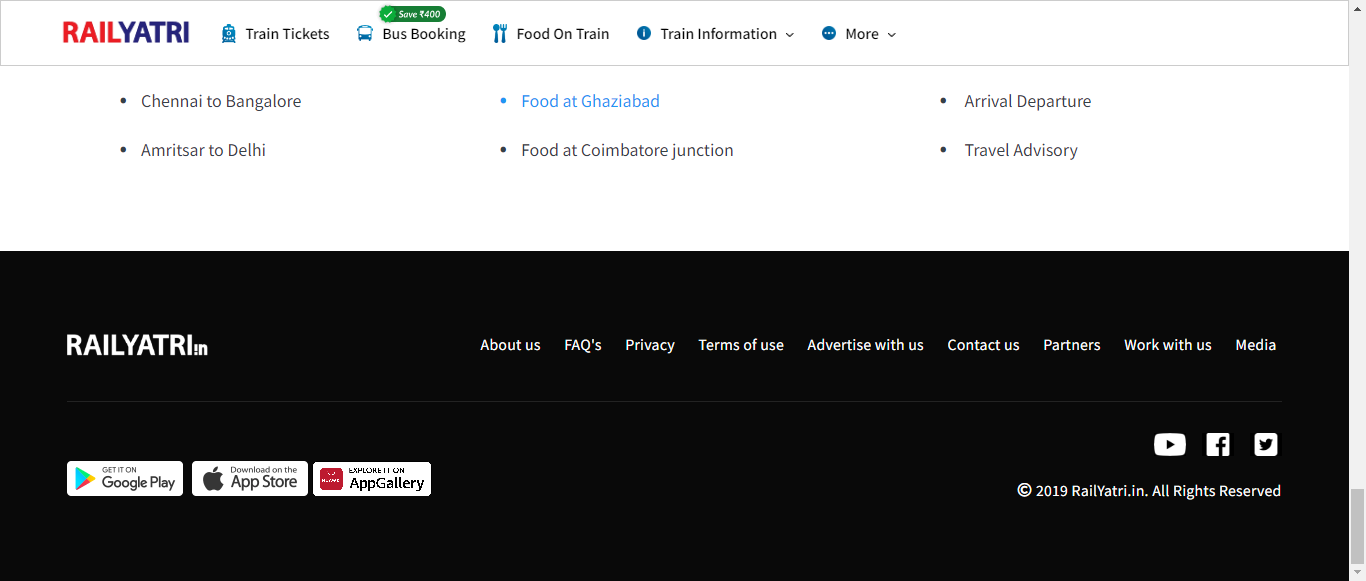 RAILYATRI
Train Tickets
Save ₹400
Bus Booking
Food On Train
Train Information
More
• Chennai to Bangalore
• Food at Ghaziabad
• Arrival Departure
• Amritsar to Delhi
• Food at Coimbatore junction
• Travel Advisory
RAILYATRI.in
About us
FAQ's
Privacy
Terms of use
Advertise with us
Contact us
Partners
Work with us
Media
GET IT ON
Google Play
Download on the
App Store
EXPLORE IT ON
AppGallery
© 2019 RailYatri.in. All Rights Reserved